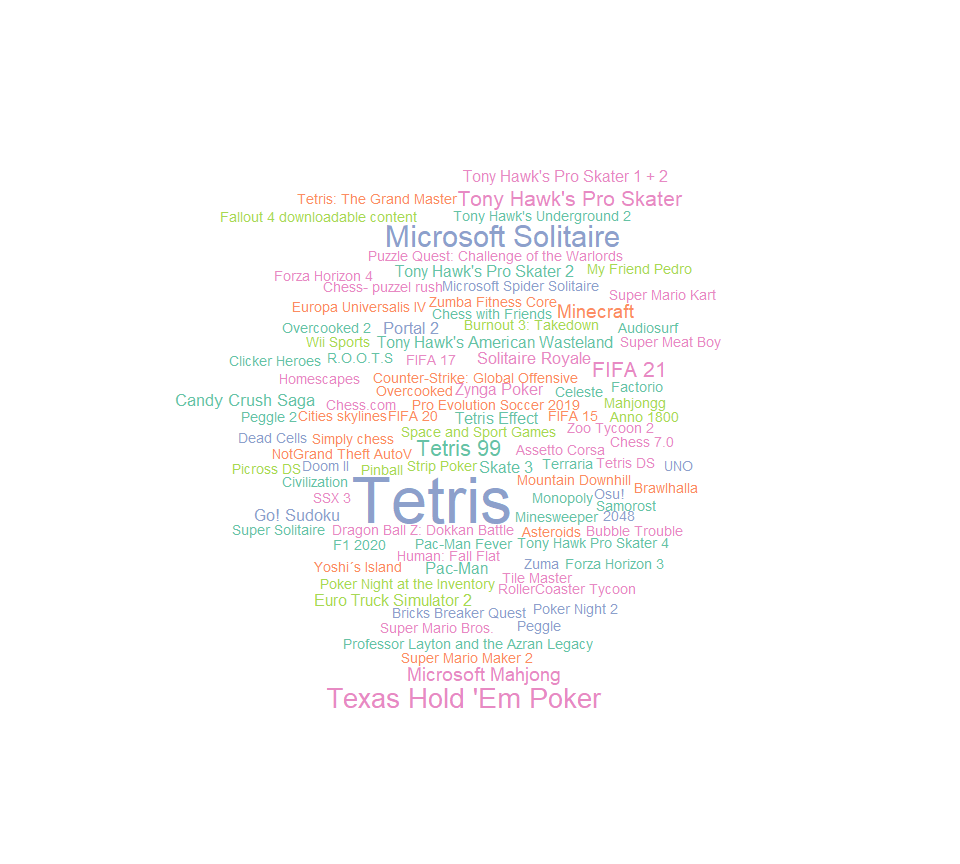 Tony Hawk's Pro Skater 1 + 2
Tetris: The Grand Master
Tony Hawk's Pro Skater
Fallout 4 downloadable content
Tony Hawk's Underground 2
Microsoft Solitaire
Puzzle Quest: Challenge of the Warlords
Forza Horizon 4
Tony Hawk's Pro Skater 2
My Friend Pedro
Chess- puzzel rush
Microsoft Spider Solitaire
Super Mario Kart
Europa Universalis IV
Zumba Fitness Core
Chess with Friends
Minecraft
Overcooked 2
Portal 2
Burnout 3: Takedown
Audiosurf
Wii Sports
Tony Hawk's American Wasteland
Super Meat Boy
Clicker Heroes
R.O.O.T.S
FIFA 17
Solitaire Royale
FIFA 21
Homescapes
Counter-Strike: Global Offensive
Overcooked
Zynga Poker
Celeste
Factorio
Candy Crush Saga
Chess.com
Pro Evolution Soccer 2019
Mahjongg
Peggle 2
Cities skylines
FIFA 20
Tetris Effect
FIFA 15
Anno 1800
Zoo Tycoon 2
Dead Cells
Simply chess
Space and Sport Games
Chess 7.0
NotGrand Theft AutoV
Tetris 99
Assetto Corsa
Picross DS
Doom II
Pinball
Strip Poker
Skate 3
Terraria
Tetris DS
UNO
Civilization
Mountain Downhill
Brawlhalla
SSX 3
Tetris
Monopoly
Osu!
Samorost
Go! Sudoku
Minesweeper
2048
Super Solitaire
Dragon Ball Z: Dokkan Battle
Asteroids
Bubble Trouble
F1 2020
Pac-Man Fever
Tony Hawk Pro Skater 4
Human: Fall Flat
Yoshi´s Island
Pac-Man
Zuma
Forza Horizon 3
Tile Master
Poker Night at the Inventory
RollerCoaster Tycoon
Euro Truck Simulator 2
Bricks Breaker Quest
Poker Night 2
Super Mario Bros.
Peggle
Professor Layton and the Azran Legacy
Super Mario Maker 2
Microsoft Mahjong
Texas Hold 'Em Poker